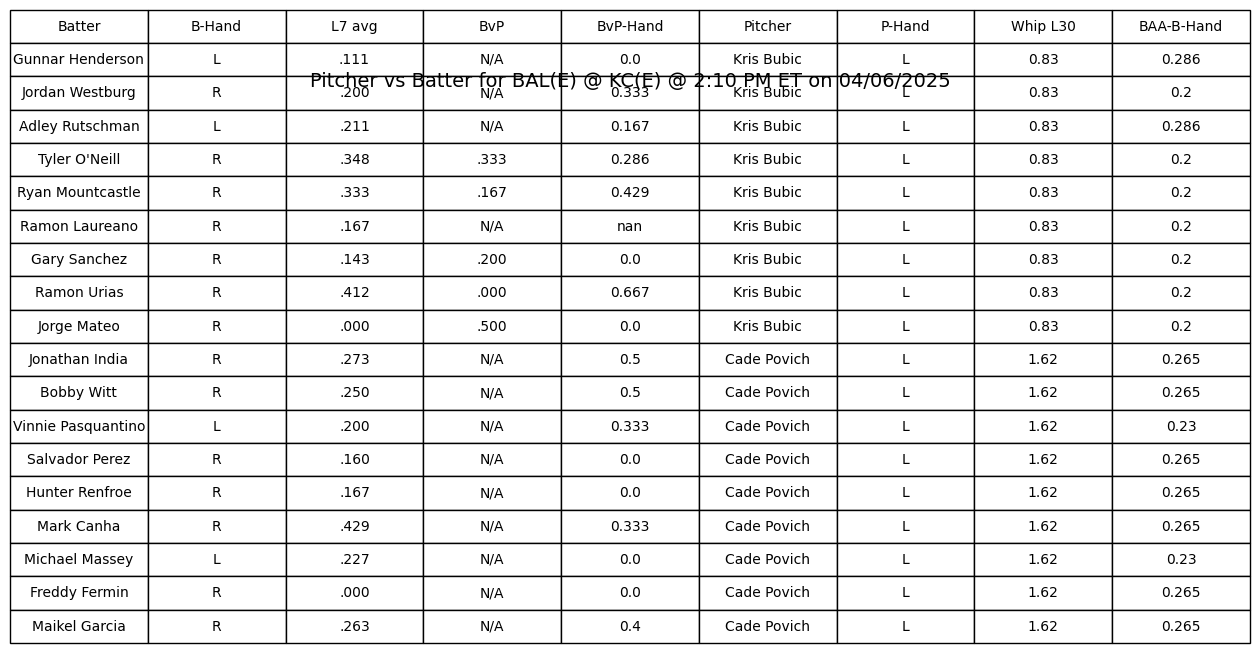 Batter B-Hand L7 avg BvP BvP-Hand Pitcher P-Hand Whip L30 BAA-B-Hand
Gunnar Henderson L .111 N/A 0.0 Kris Bubic L 0.83 0.286
Pitcher vs Batter for BAL(E) @ KC(E) @ 2:10 PM ET on 04/06/2025
Jordan Westburg R .200 N/A 0.333 Kris Bubic L 0.83 0.2
Adley Rutschman L .211 N/A 0.167 Kris Bubic L 0.83 0.286
Tyler O'Neill R .348 .333 0.286 Kris Bubic L 0.83 0.2
Ryan Mountcastle R .333 .167 0.429 Kris Bubic L 0.83 0.2
Ramon Laureano R .167 N/A nan Kris Bubic L 0.83 0.2
Gary Sanchez R .143 .200 0.0 Kris Bubic L 0.83 0.2
Ramon Urias R .412 .000 0.667 Kris Bubic L 0.83 0.2
Jorge Mateo R .000 .500 0.0 Kris Bubic L 0.83 0.2
Jonathan India R .273 N/A 0.5 Cade Povich L 1.62 0.265
Bobby Witt R .250 N/A 0.5 Cade Povich L 1.62 0.265
Vinnie Pasquantino L .200 N/A 0.333 Cade Povich L 1.62 0.23
Salvador Perez R .160 N/A 0.0 Cade Povich L 1.62 0.265
Hunter Renfroe R .167 N/A 0.0 Cade Povich L 1.62 0.265
Mark Canha R .429 N/A 0.333 Cade Povich L 1.62 0.265
Michael Massey L .227 N/A 0.0 Cade Povich L 1.62 0.23
Freddy Fermin R .000 N/A 0.0 Cade Povich L 1.62 0.265
Maikel Garcia R .263 N/A 0.4 Cade Povich L 1.62 0.265